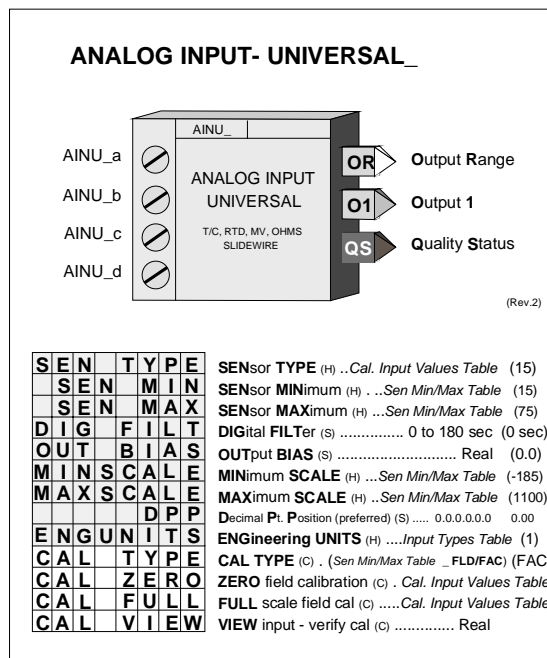 ANALOG INPUT- UNIVERSAL_
AINU_
AINU_a
AINU_b
AINU_c
AINU_d
ANALOG INPUT
UNIVERSAL
T/C, RTD, MV, OHMS
SLIDEWIRE
OR Output Range
O1 Output 1
QS Quality Status
(Rev.2)
SEN TYPE SENsor TYPE (H) ..Cal. Input Values Table (15)
SEN MIN SENsor MINimum (H) . ..Sen Min/Max Table (15)
SEN MAX SENsor MAXimum (H) ...Sen Min/Max Table (75)
DIG FILT DIGital FILTer (S) ............... 0 to 180 sec (0 sec)
OUT BIAS OUTput BIAS (S) ............................ Real (0.0)
MINSCALE MINimum SCALE (H) ...Sen Min/Max Table (-185)
MAXSCALE MAXimum SCALE (H) ..Sen Min/Max Table (1100)
DPP Decimal Pt. Position (preferred) (S) ..... 0.0.0.0.0.0 0.00
ENGUNITS ENGineering UNITS (H) ....Input Types Table (1)
CAL TYPE CAL TYPE (C) . (Sen Min/Max Table _ FLD/FAC) (FAC
CAL ZERO ZERO field calibration (C) . Cal. Input Values Table
CAL FULL FULL scale field cal (C) .....Cal. Input Values Table
CAL VIEW VIEW input - verify cal (C) .............. Real